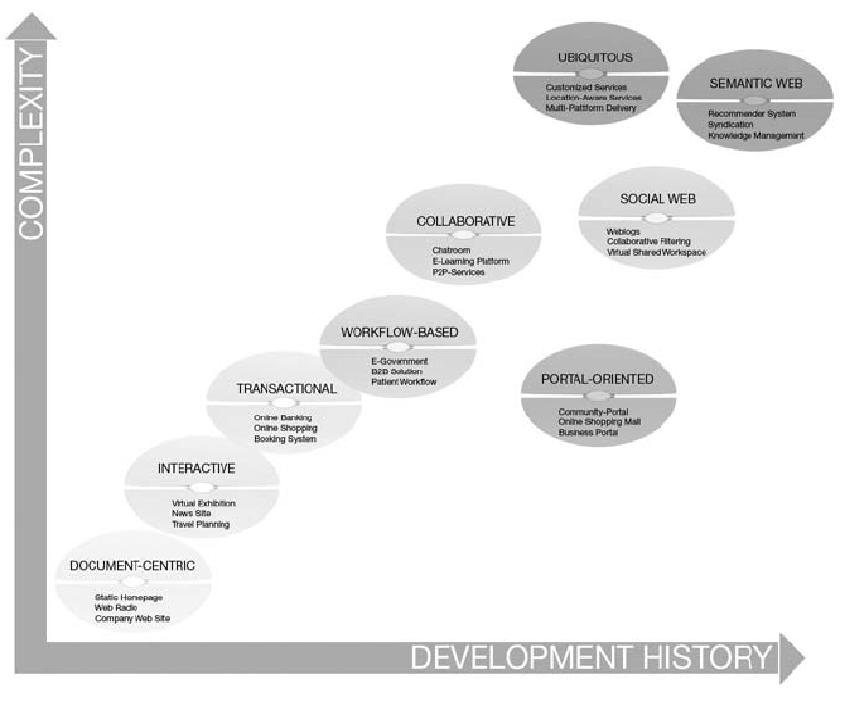 COMPLEXITY
UBIQUITOUS
Customized Services
Location-Aware Services
Multi-Platform Delivery
SEMANTIC WEB
Recommender System
Syndication
Knowledge Management
COLLABORATIVE
Chatroom
E-Learning Platform
P2P-Services
SOCIAL WEB
Weblogs
Collaborative Filtering
Virtual Shared Workspace
WORKFLOW-BASED
E-Government
B2B Solution
Patient Workflow
TRANSACTIONAL
Online Banking
Online Shopping
Booking System
PORTAL-ORIENTED
Community-Portal
Online Shopping Mall
Business Portal
INTERACTIVE
Virtual Exhibition
News Site
Travel Planning
DOCUMENT-CENTRIC
Static Homepage
Web Radio
Company Web Site
DEVELOPMENT HISTORY